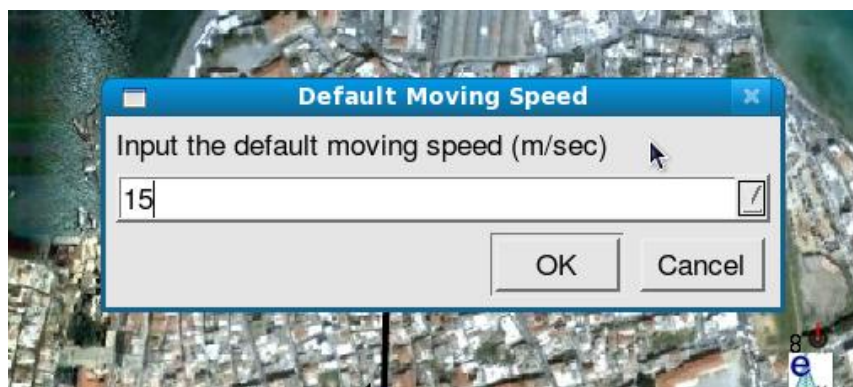 Default Moving Speed
Input the default moving speed (m/sec)
15
OK
Cancel
8
e